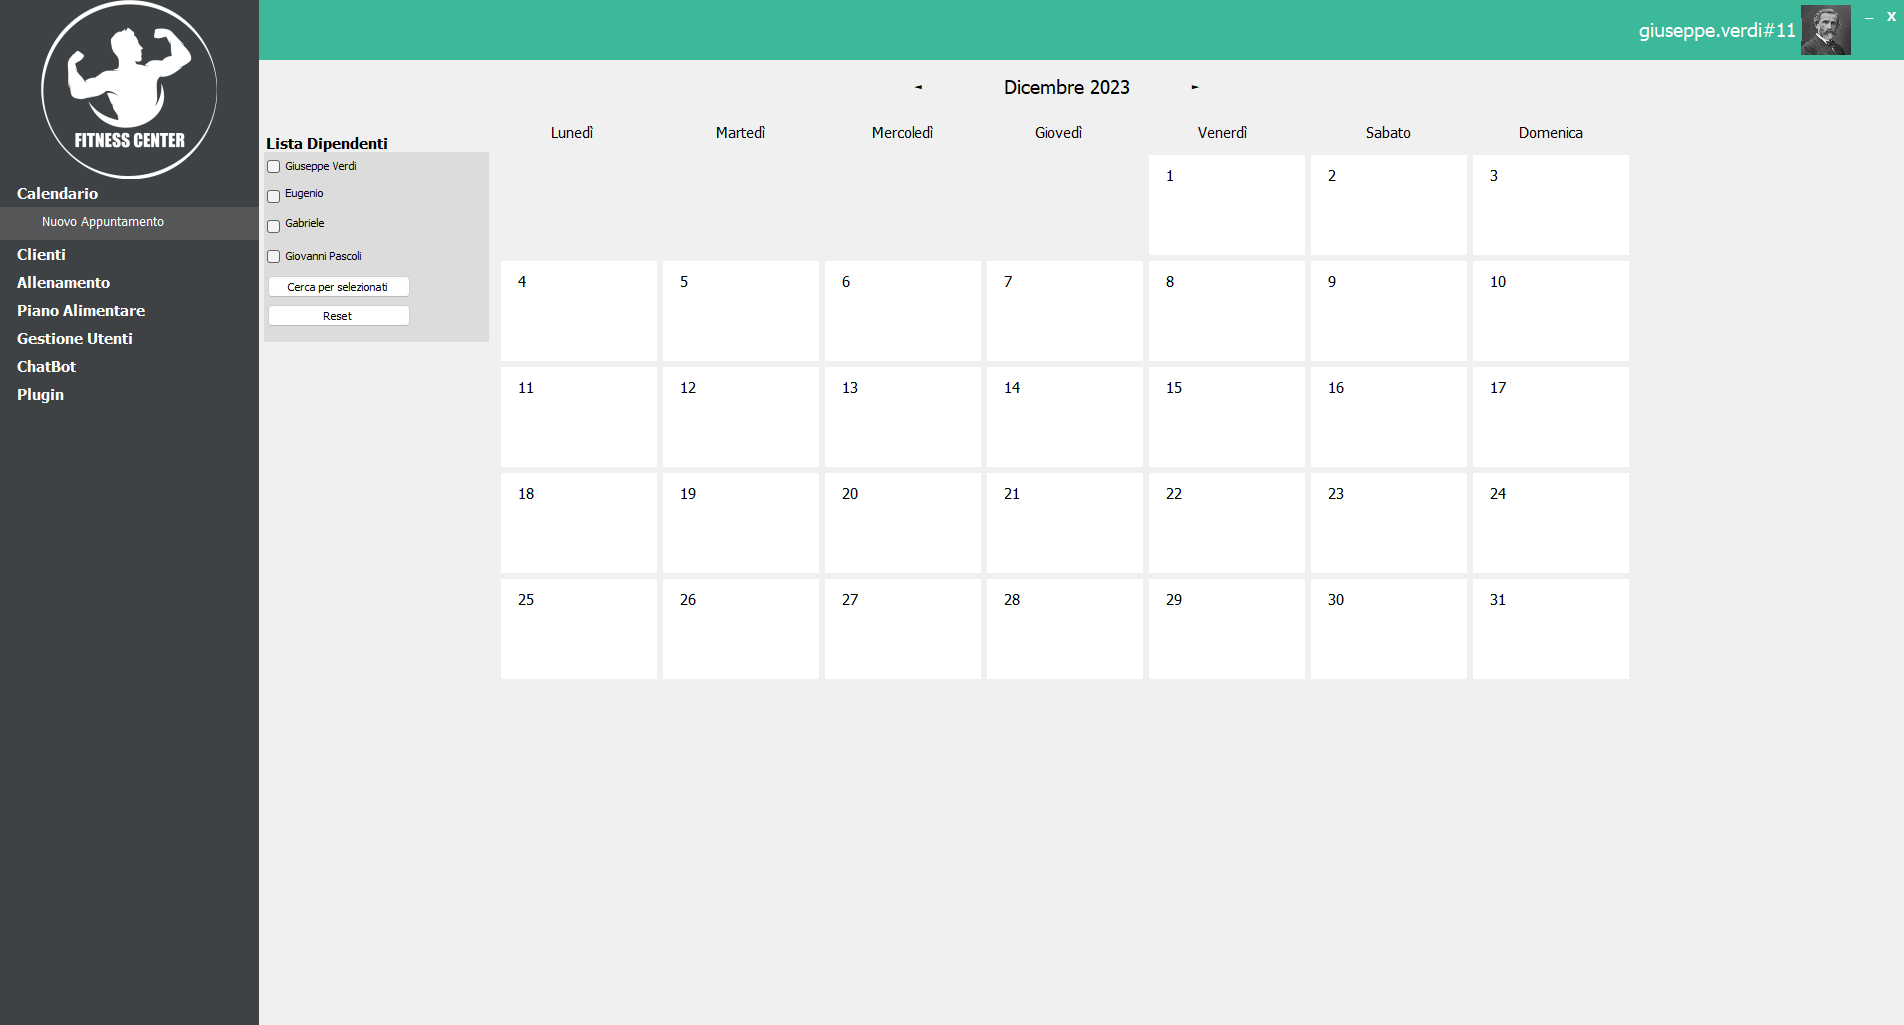 FITNESS CENTER
Calendario
Nuovo Appuntamento
Clienti
Allenamento
Piano Alimentare
Gestione Utenti
ChatBot
Plugin
giuseppe.verdi#11
_ X
◄ Dicembre 2023 ►
Lista Dipendenti
Giuseppe Verdi
Eugenio
Gabriele
Giovanni Pascoli
Cerca per selezionati
Reset
Lunedì Martedì Mercoledì Giovedì Venerdì Sabato Domenica
1 2 3
4 5 6 7 8 9 10
11 12 13 14 15 16 17
18 19 20 21 22 23 24
25 26 27 28 29 30 31